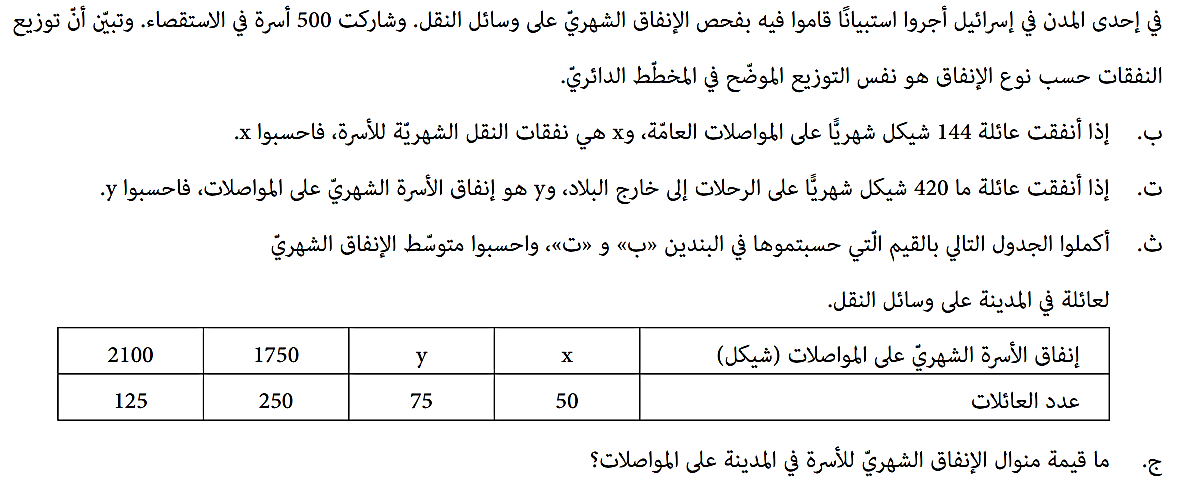 في إحدى المدن في إسرائيل أجروا استبيانًا قاموا فيه بفحص الإنفاق الشهريّ على وسائل النقل. وشاركت 500 أسرة في الاستقصاء. وتبيّن أنّ توزيع
النفقات حسب نوع الإنفاق هو نفس التوزيع الموضّح في المخطّط الدائريّ.
ب. إذا أنفقت عائلة 144 شيكل شهريًّا على المواصلات العامّة، وx هي نفقات النقل الشهريّة للأسرة، فاحسبوا x.
ت. إذا أنفقت عائلة ما 420 شيكل شهريًّا على الرحلات إلى خارج البلاد، وy هو إنفاق الأسرة الشهريّ على المواصلات، فاحسبوا y.
ث. أكملوا الجدول التالي بالقيم الّتي حسبتموها في البندين «ب» و «ت»، واحسبوا متوسّط الإنفاق الشهريّ
لعائلة في المدينة على وسائل النقل.
إنفاق الأسرة الشهريّ على المواصلات (شيكل) x y 1750 2100
عدد العائلات 50 75 250 125
ج. ما قيمة منوال الإنفاق الشهريّ للأسرة في المدينة على المواصلات؟